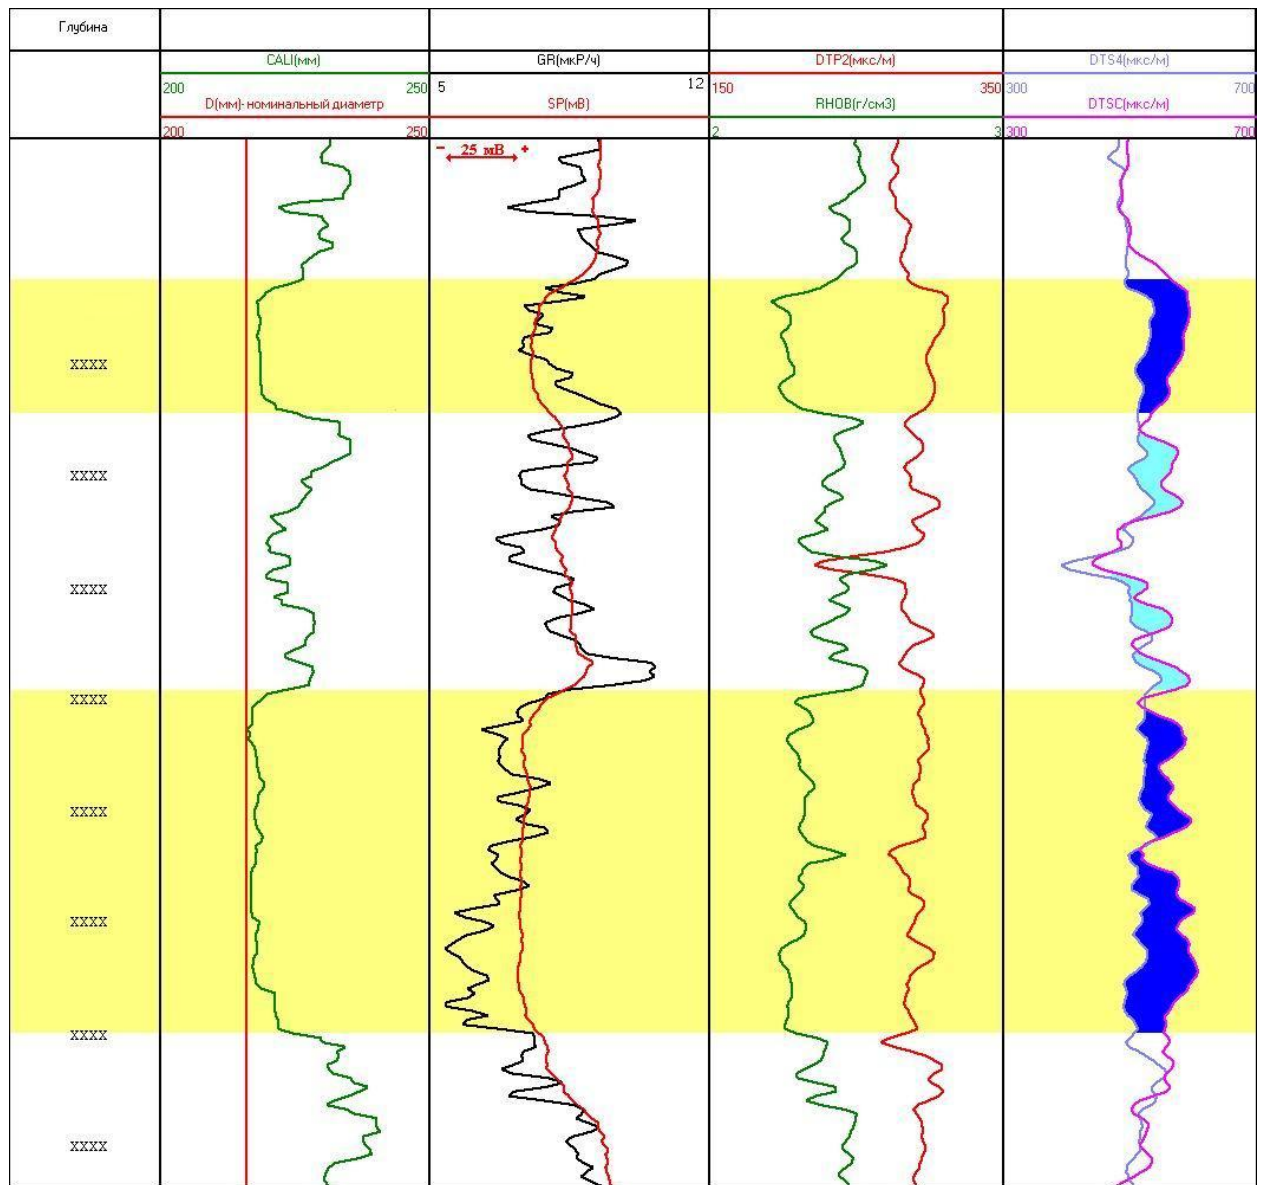 Глубина
CALI(мм)
GR(мкР/ч)
DTP2(мкс/м)
DTS4(мкс/м)
200
250
5
12
150
350
300
700
D(мм)- номинальный диаметр
SP(мВ)
RHOB(г/см3)
DTSC(мкс/м)
200
250
2
3
300
700
- 25 мВ +
XXXX
XXXX
XXXX
XXXX
XXXX
XXXX
XXXX
XXXX